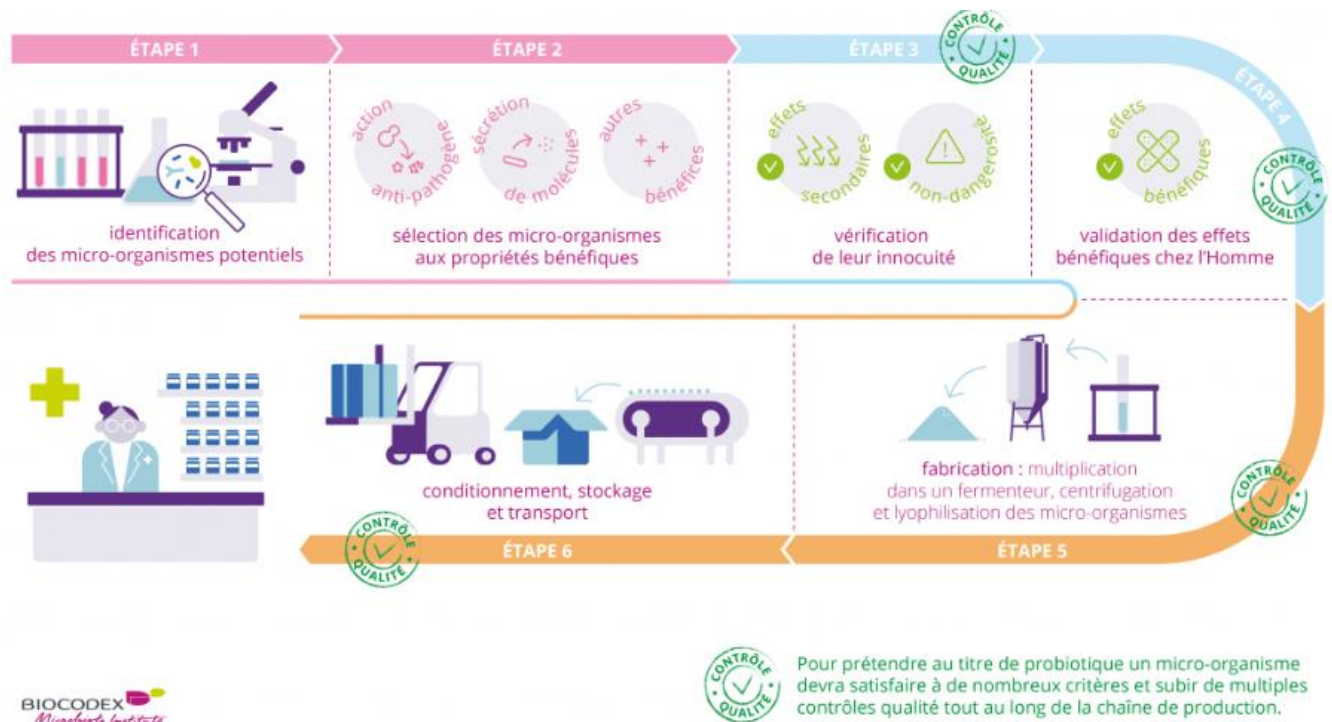 ÉTAPE 1
ÉTAPE 2
ÉTAPE 3
CONTRÔLE QUALITÉ
ÉTAPE 4
CONTRÔLE QUALITÉ
action anti-pathogène
sécrétion de molécules
autres bénéfices
effets secondaires
non-dangerosité
effets bénéfiques
identification
des micro-organismes potentiels
sélection des micro-organismes
aux propriétés bénéfiques
vérification
de leur innocuité
validation des effets
bénéfiques chez l'Homme
conditionnement, stockage
et transport
fabrication : multiplication
dans un fermenteur, centrifugation
et lyophilisation des micro-organismes
CONTRÔLE QUALITÉ
CONTRÔLE QUALITÉ
ÉTAPE 6
ÉTAPE 5
CONTRÔLE QUALITÉ
Pour prétendre au titre de probiotique un micro-organisme
devra satisfaire à de nombreux critères et subir de multiples
contrôles qualité tout au long de la chaîne de production.
BIOCODEX
Microbiota Institute